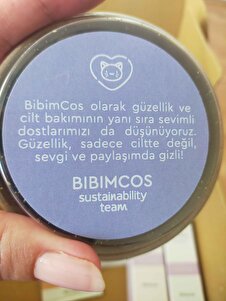 BibimCos olarak güzellik ve
cilt bakımının yanı sıra sevimli
dostlarımızı da düşünüyoruz.
Güzellik, sadece ciltte değil,
sevgi ve paylaşımda gizli!
BIBIMCOS
sustainability
team